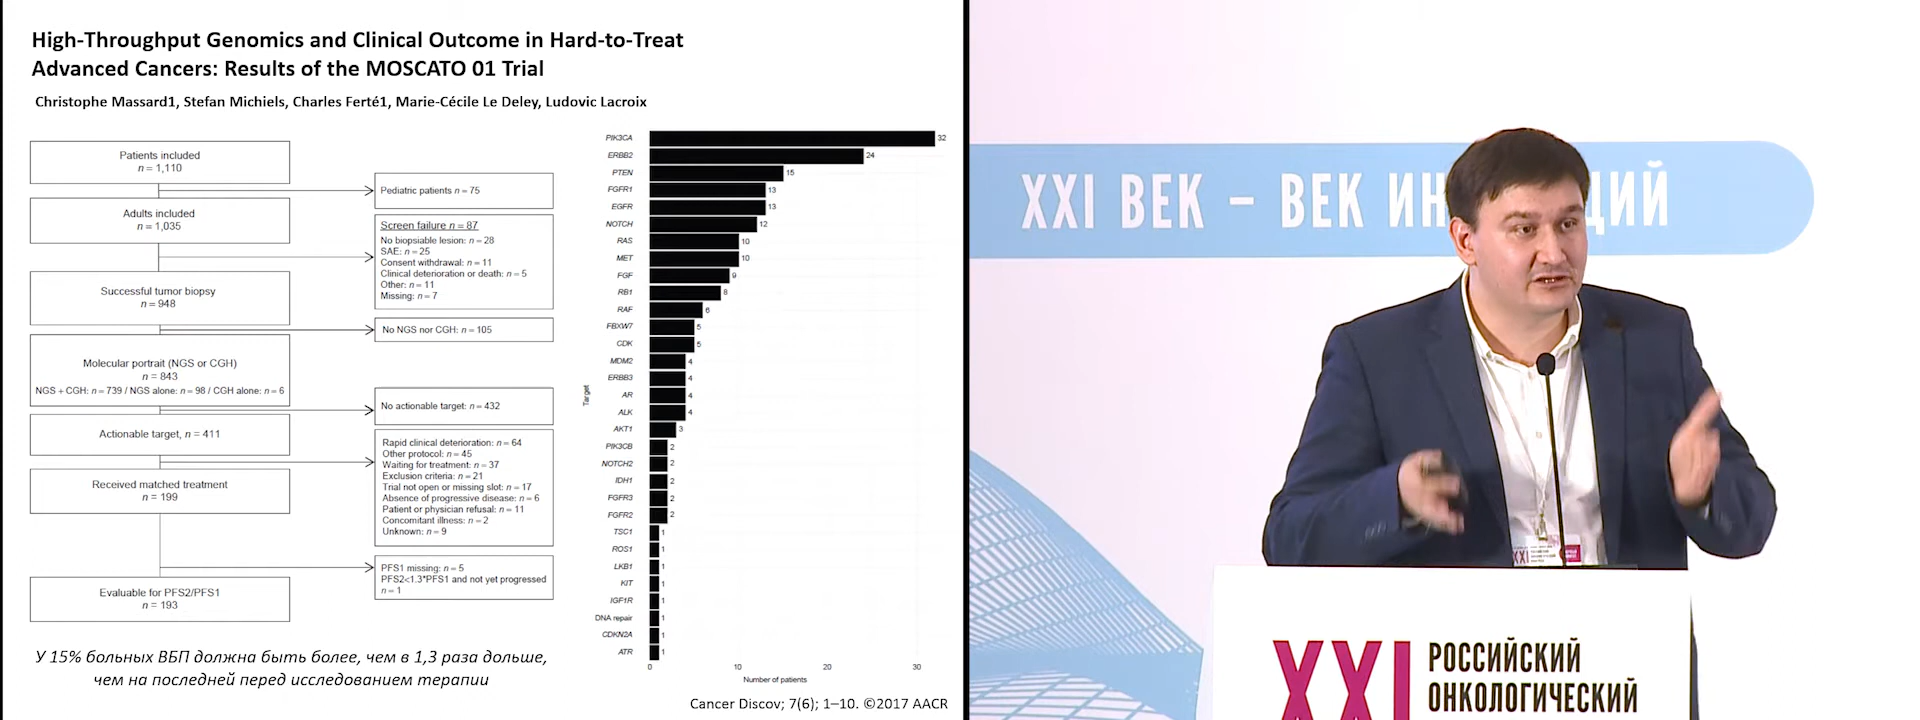 High-Throughput Genomics and Clinical Outcome in Hard-to-Treat
Advanced Cancers: Results of the MOSCATO 01 Trial
Christophe Massard1, Stefan Michiels, Charles Ferté1, Marie-Cécile Le Deley, Ludovic Lacroix
Patients included
n = 1,110
Pediatric patients n = 75
Adults included
n = 1,035
Screen failure n = 87
No biopsiable lesion: n = 28
SAE: n = 25
Consent withdrawal: n = 11
Clinical deterioration or death: n = 5
Other: n = 11
Missing: n = 7
Successful tumor biopsy
n = 948
No NGS nor CGH: n = 105
Molecular portrait (NGS or CGH)
n = 843
NGS + CGH: n = 739 / NGS alone: n = 98 / CGH alone: n = 6
No actionable target: n = 432
Actionable target, n = 411
Rapid clinical deterioration: n = 64
Other protocol: n = 45
Waiting for treatment: n = 37
Exclusion criteria: n = 21
Trial not open or missing slot: n = 17
Absence of progressive disease: n = 6
Patient or physician refusal: n = 11
Concomitant illness: n = 2
Unknown: n = 9
Received matched treatment
n = 199
PFS1 missing: n = 5
PFS2<1.3*PFS1 and not yet progressed
n = 1
Evaluable for PFS2/PFS1
n = 193
У 15% больных ВБП должна быть более, чем в 1,3 раза дольше,
чем на последней перед исследованием терапии
Target
PIK3CA 32
ERBB2 24
PTEN 15
FGFR1 13
EGFR 13
NOTCH 12
RAS 10
MET 10
FGF 9
RB1 8
RAF 6
FBXW7 5
CDK 5
MDM2 4
ERBB3 4
AR 4
ALK 4
AKT1 3
PIK3CB 2
NOTCH2 2
IDH1 2
FGFR3 2
FGFR2 2
TSC1 1
ROS1 1
LKB1 1
KIT 1
IGF1R 1
DNA repair 1
CDKN2A 1
ATR 1
0 10 20 30
Number of patients
Cancer Discov; 7(6); 1–10. ©2017 AACR
XXI ВЕК – ВЕК ИН ЦИЙ
XXI РОССИЙСКИЙ
ОНКОЛОГИЧЕСКИЙ